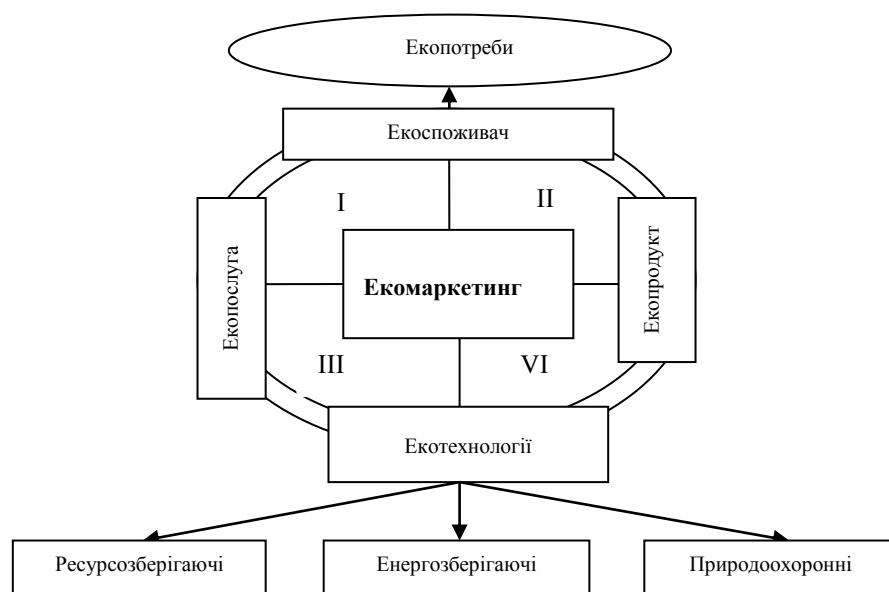 Екопотреби
Екоспоживач
I
II
Екопослуга
Екомаркетинг
Екопродукт
III
VI
Екотехнології
Ресурсозберігаючі
Енергозберігаючі
Природоохоронні